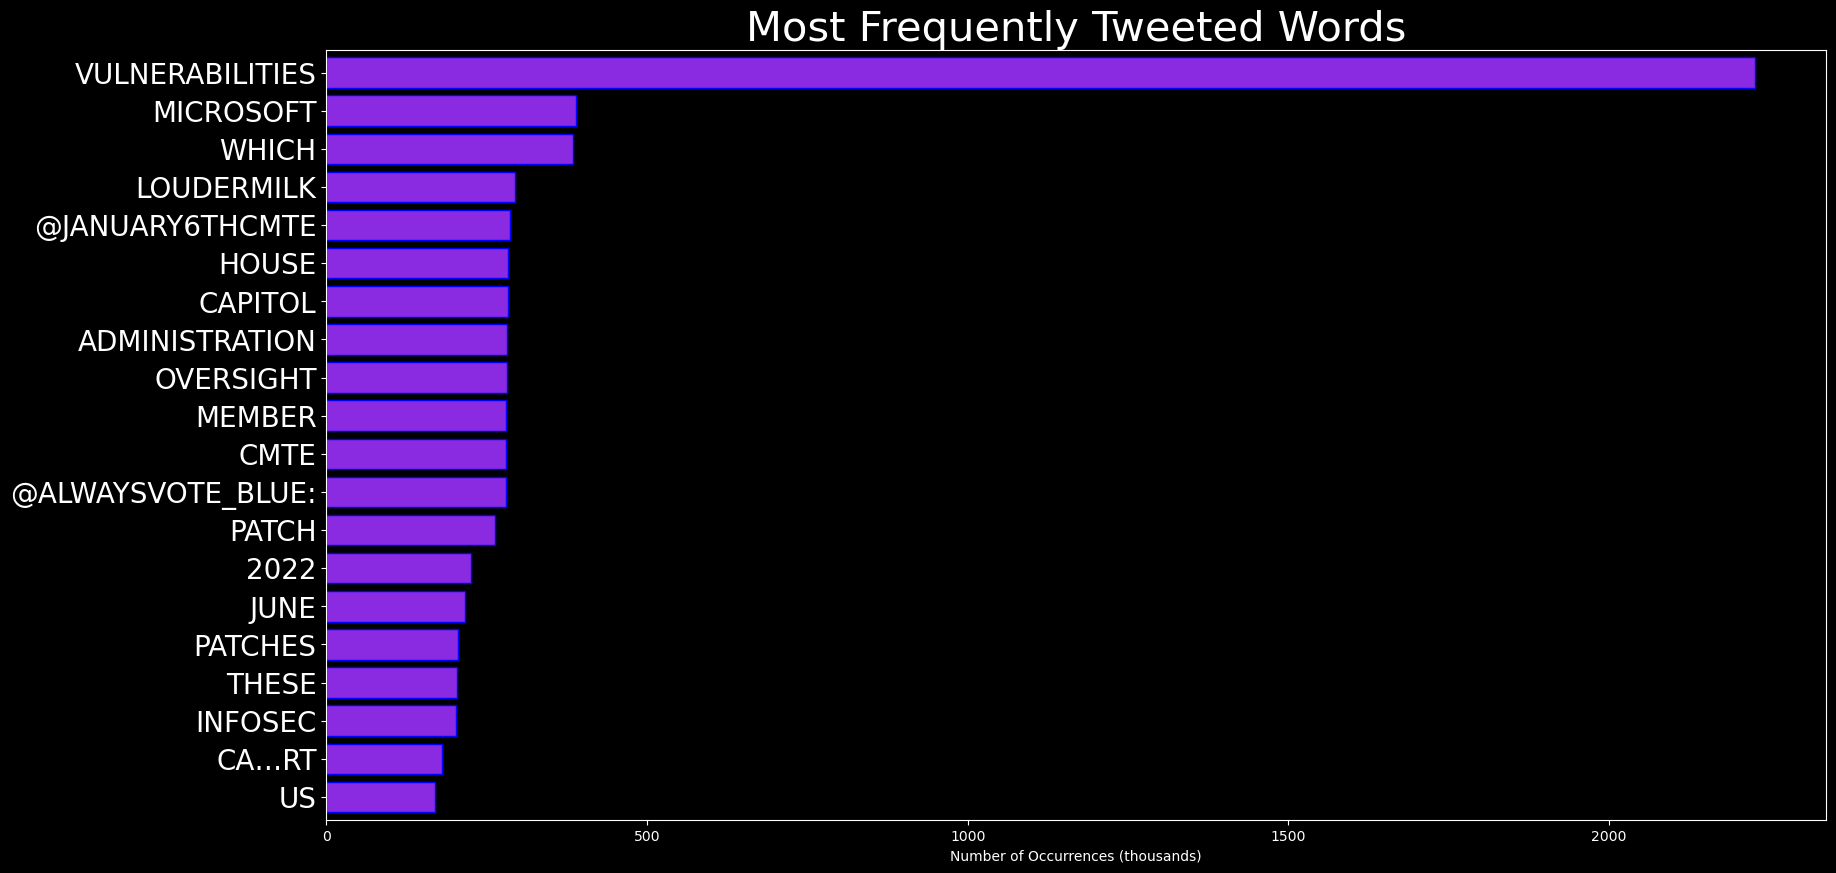 Most Frequently Tweeted Words
VULNERABILITIES
MICROSOFT
WHICH
LOUDERMILK
@JANUARY6THCMTE
HOUSE
CAPITOL
ADMINISTRATION
OVERSIGHT
MEMBER
CMTE
@ALWAYSVOTE_BLUE:
PATCH
2022
JUNE
PATCHES
THESE
INFOSEC
CA…RT
US
0 500 1000 1500 2000
Number of Occurrences (thousands)